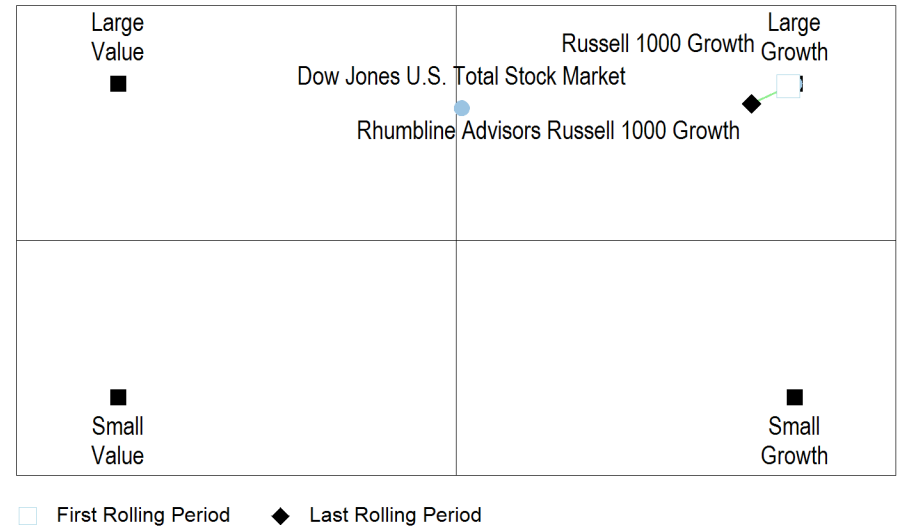 Large
Value
Large
Growth
Russell 1000 Growth
Dow Jones U.S. Total Stock Market
Rhumbline Advisors Russell 1000 Growth
Small
Value
Small
Growth
First Rolling Period
Last Rolling Period